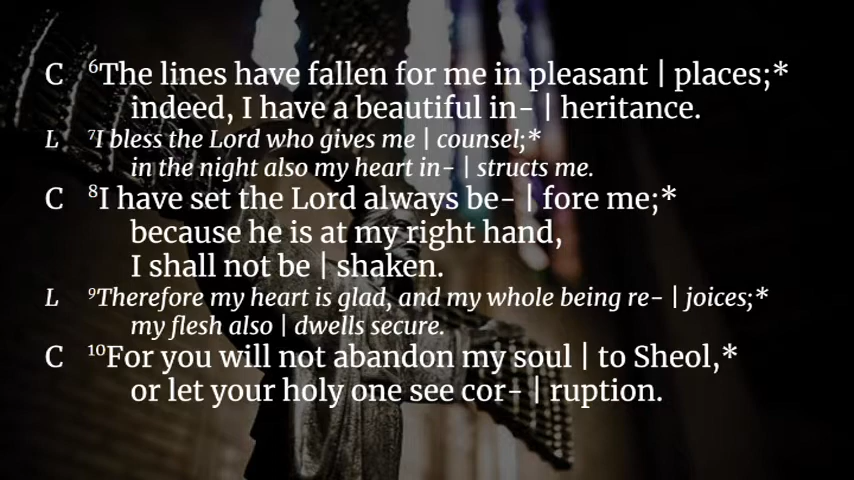 C ⁶The lines have fallen for me in pleasant | places;*
indeed, I have a beautiful in- | heritance.
L ⁷I bless the Lord who gives me | counsel;*
in the night also my heart in- | structs me.
C ⁸I have set the Lord always be- | fore me;*
because he is at my right hand,
I shall not be | shaken.
L ⁹Therefore my heart is glad, and my whole being re- | joices;*
my flesh also | dwells secure.
C ¹⁰For you will not abandon my soul | to Sheol,*
or let your holy one see cor- | ruption.